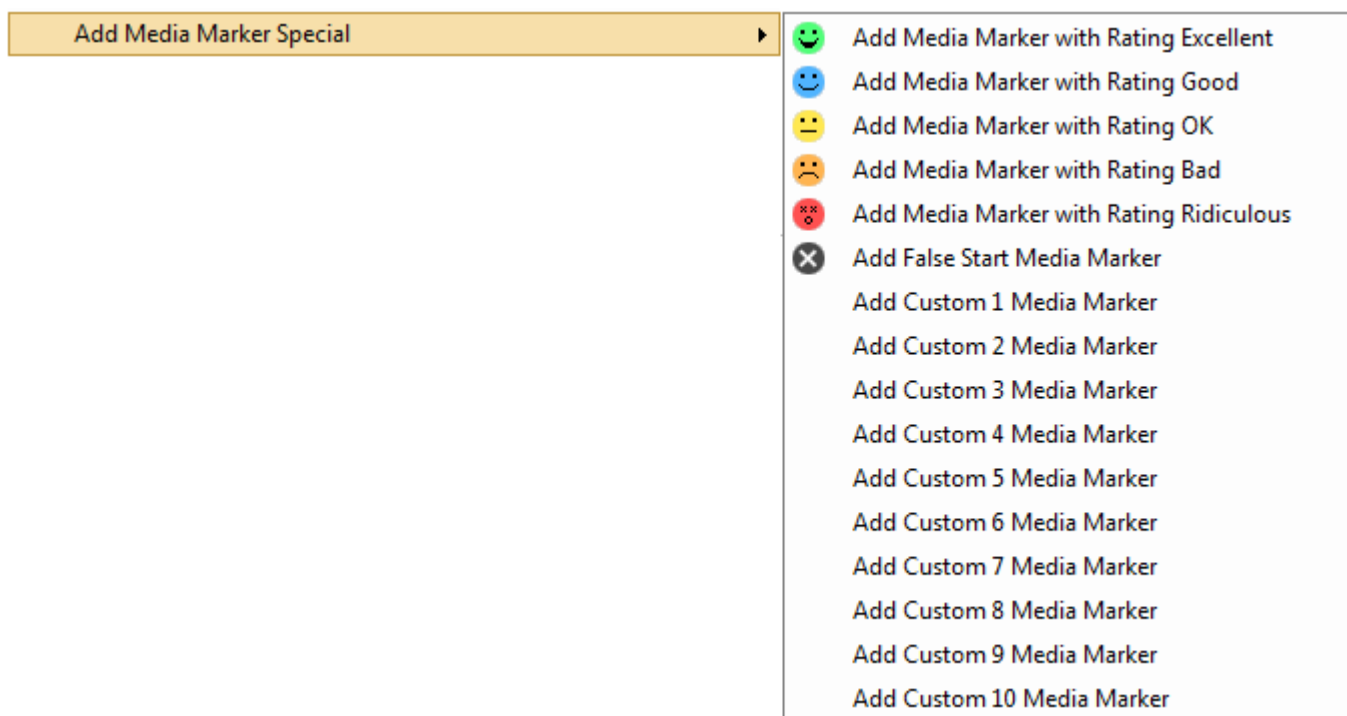 Add Media Marker Special
Add Media Marker with Rating Excellent
Add Media Marker with Rating Good
Add Media Marker with Rating OK
Add Media Marker with Rating Bad
Add Media Marker with Rating Ridiculous
Add False Start Media Marker
Add Custom 1 Media Marker
Add Custom 2 Media Marker
Add Custom 3 Media Marker
Add Custom 4 Media Marker
Add Custom 5 Media Marker
Add Custom 6 Media Marker
Add Custom 7 Media Marker
Add Custom 8 Media Marker
Add Custom 9 Media Marker
Add Custom 10 Media Marker